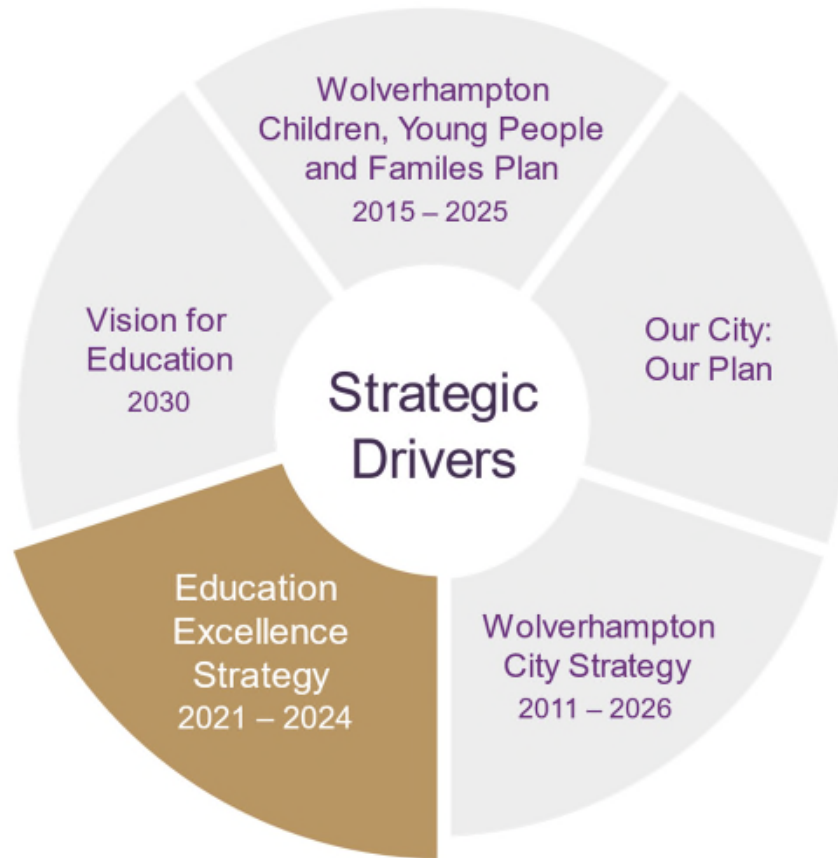 Wolverhampton
Children, Young People
and Familes Plan
2015 – 2025
Our City:
Our Plan
Wolverhampton
City Strategy
2011 – 2026
Education
Excellence
Strategy
2021 – 2024
Vision for
Education
2030
Strategic
Drivers